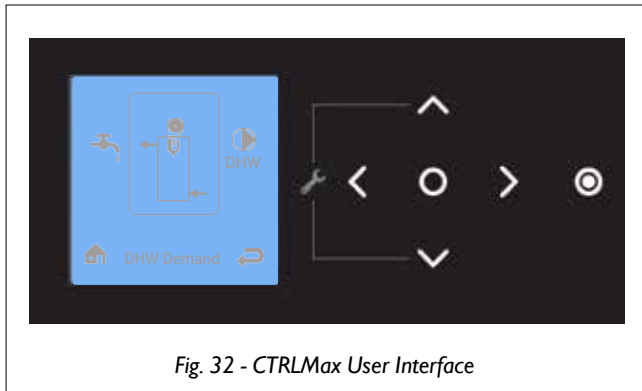 DHW
DHW Demand
Fig. 32 - CTRLMax User Interface